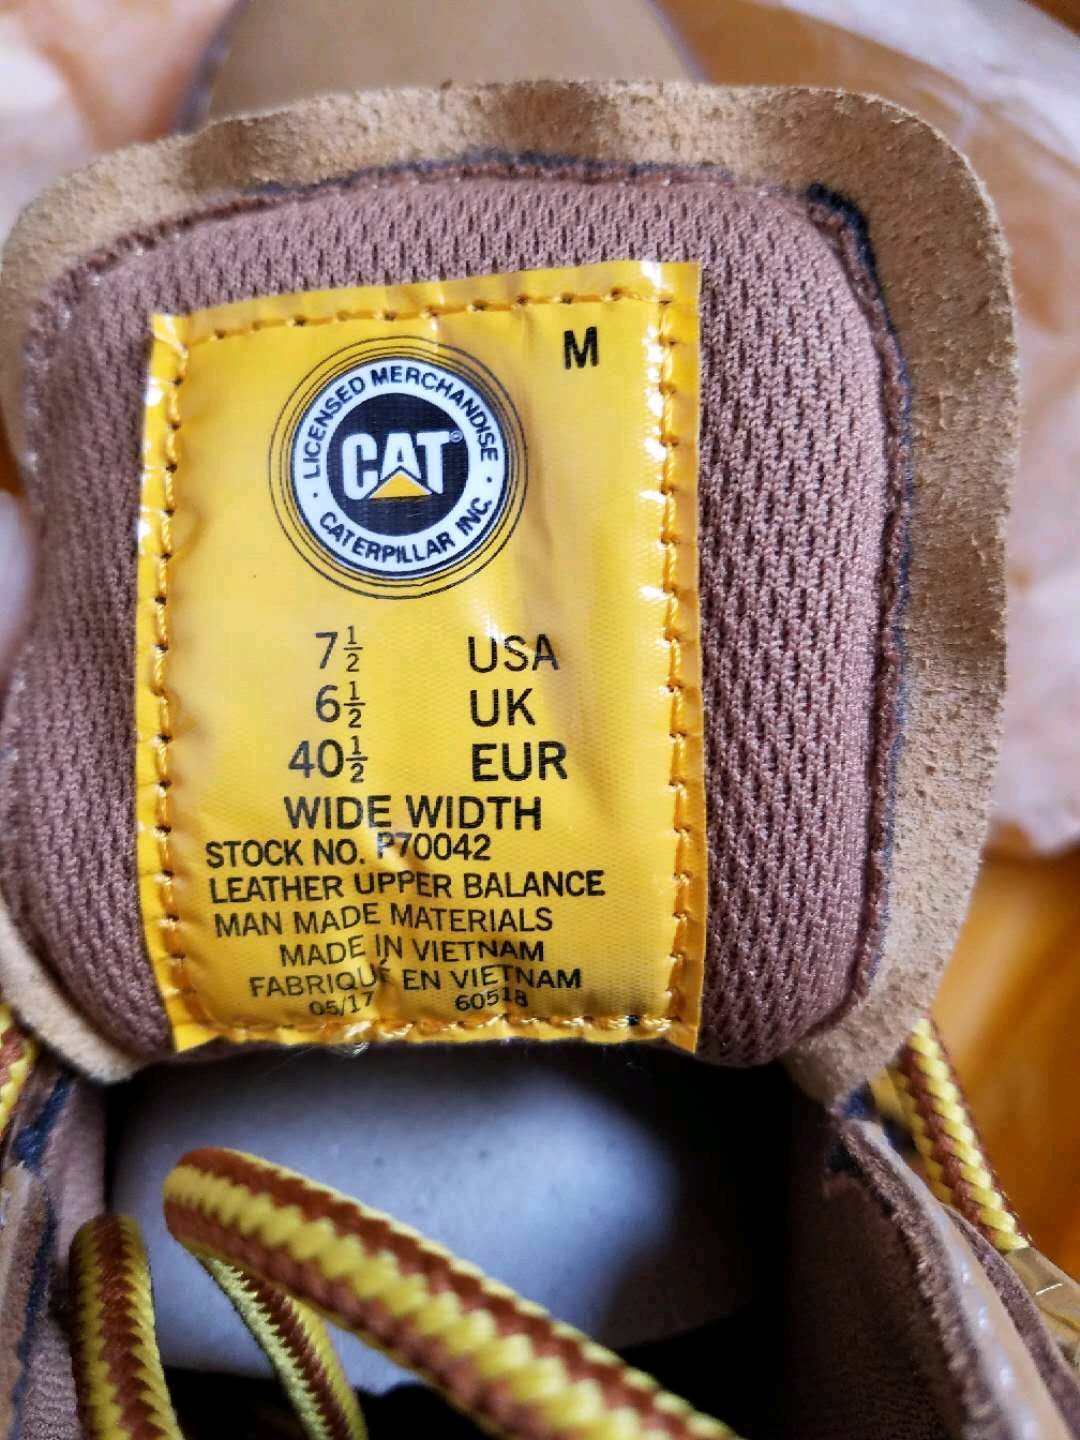 M
LICENSED MERCHANDISE
CAT®
CATERPILLAR INC.
7½ USA
6½ UK
40½ EUR
WIDE WIDTH
STOCK NO. P70042
LEATHER UPPER BALANCE
MAN MADE MATERIALS
MADE IN VIETNAM
FABRIQUÉ EN VIETNAM
05/17 60518